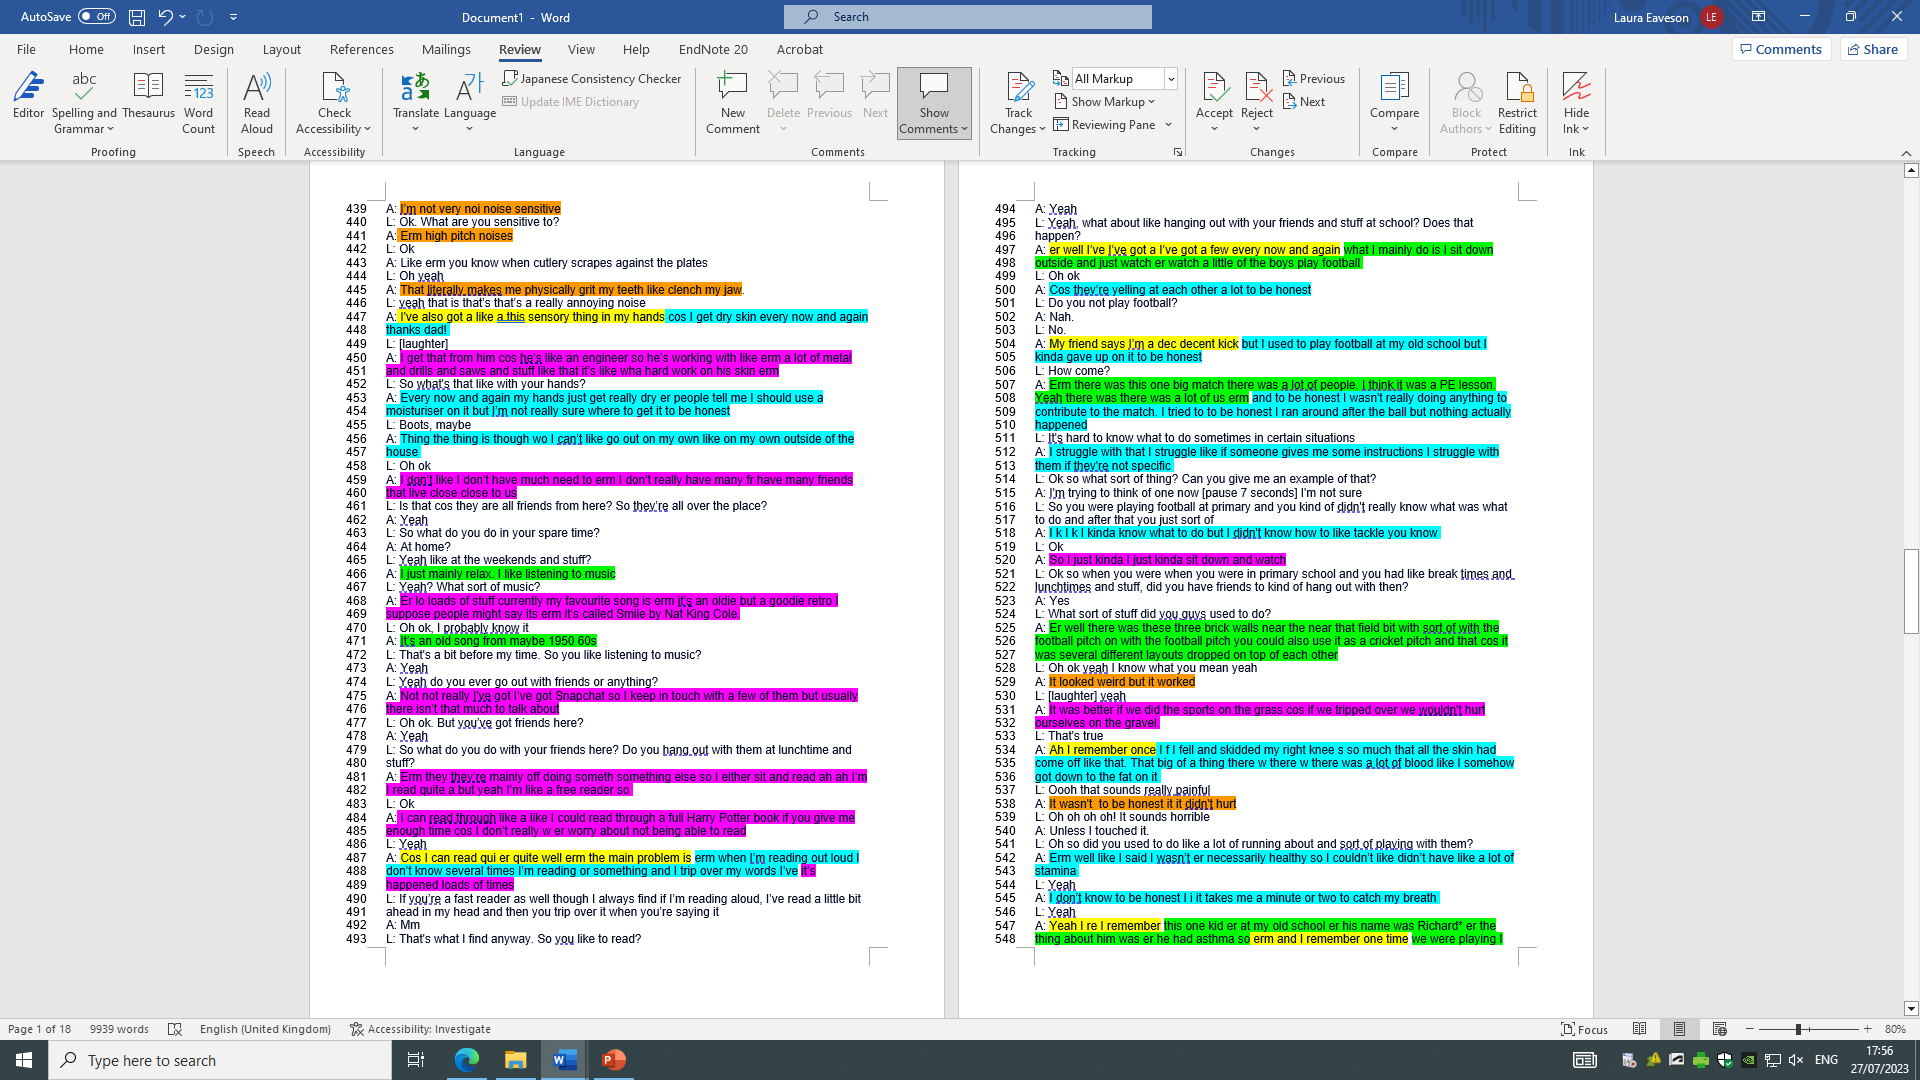 AutoSave Off
Document1 - Word
Search
Laura Eaveson LE
File Home Insert Design Layout References Mailings Review View Help EndNote 20 Acrobat
Comments Share
Editor
Spelling and Grammar
Thesaurus
Word Count
Read Aloud
Check Accessibility
Translate
Language
Japanese Consistency Checker
Update IME Dictionary
New Comment
Delete
Previous
Next
Show Comments
Track Changes
All Markup
Show Markup
Reviewing Pane
Accept
Reject
Previous
Next
Compare
Block Authors
Restrict Editing
Hide Ink
Proofing Speech Accessibility Language Comments Tracking Changes Compare Protect Ink
439 A: I'm not very noi noise sensitive
440 L: Ok. What are you sensitive to?
441 A: Erm high pitch noises
442 L: Ok
443 A: Like erm you know when cutlery scrapes against the plates
444 L: Oh yeah
445 A: That literally makes me physically grit my teeth like clench my jaw.
446 L: yeah that is that's that's a really annoying noise
447 A: I've also got a like a this sensory thing in my hands cos I get dry skin every now and again
448 thanks dad!
449 L: [laughter]
450 A: I get that from him cos he's like an engineer so he's working with like erm a lot of metal
451 and drills and saws and stuff like that it's like wha hard work on his skin erm
452 L: So what's that like with your hands?
453 A: Every now and again my hands just get really dry er people tell me I should use a
454 moisturiser on it but I'm not really sure where to get it to be honest
455 L: Boots, maybe
456 A: Thing the thing is though wo I can't like go out on my own like on my own outside of the
457 house
458 L: Oh ok
459 A: I don't like I don't have much need to erm I don't really have many fr have many friends
460 that live close close to us
461 L: Is that cos they are all friends from here? So they're all over the place?
462 A: Yeah
463 L: So what do you do in your spare time?
464 A: At home?
465 L: Yeah like at the weekends and stuff?
466 A: I just mainly relax. I like listening to music
467 L: Yeah? What sort of music?
468 A: Er lo loads of stuff currently my favourite song is erm it's an oldie but a goodie retro I
469 suppose people might say its erm it's called Smile by Nat King Cole.
470 L: Oh ok, I probably know it
471 A: It's an old song from maybe 1950 60s
472 L: That's a bit before my time. So you like listening to music?
473 A: Yeah
474 L: Yeah do you ever go out with friends or anything?
475 A: Not not really I've got I've got Snapchat so I keep in touch with a few of them but usually
476 there isn't that much to talk about
477 L: Oh ok. But you've got friends here?
478 A: Yeah
479 L: So what do you do with your friends here? Do you hang out with them at lunchtime and
480 stuff?
481 A: Erm they they're mainly off doing someth something else so I either sit and read ah ah I'm
482 I read quite a but yeah I'm like a free reader so
483 L: Ok
484 A: I can read through like a like I could read through a full Harry Potter book if you give me
485 enough time cos I don't really w er worry about not being able to read
486 L: Yeah
487 A: Cos I can read qui er quite well erm the main problem is erm when I'm reading out loud I
488 don't know several times I'm reading or something and I trip over my words I've it's
489 happened loads of times
490 L: If you're a fast reader as well though I always find if I'm reading aloud, I've read a little bit
491 ahead in my head and then you trip over it when you're saying it
492 A: Mm
493 L: That's what I find anyway. So you like to read?
494 A: Yeah
495 L: Yeah, what about like hanging out with your friends and stuff at school? Does that
496 happen?
497 A: er well I've I've got a I've got a few every now and again what I mainly do is I sit down
498 outside and just watch er watch a little of the boys play football
499 L: Oh ok
500 A: Cos they're yelling at each other a lot to be honest
501 L: Do you not play football?
502 A: Nah.
503 L: No.
504 A: My friend says I'm a dec decent kick but I used to play football at my old school but I
505 kinda gave up on it to be honest
506 L: How come?
507 A: Erm there was this one big match there was a lot of people. I think it was a PE lesson.
508 Yeah there was there was a lot of us erm and to be honest I wasn't really doing anything to
509 contribute to the match. I tried to to be honest I ran around after the ball but nothing actually
510 happened
511 L: It's hard to know what to do sometimes in certain situations
512 A: I struggle with that I struggle like if someone gives me some instructions I struggle with
513 them if they're not specific
514 L: Ok so what sort of thing? Can you give me an example of that?
515 A: I'm trying to think of one now [pause 7 seconds] I'm not sure
516 L: So you were playing football at primary and you kind of didn't really know what was what
517 to do and after that you just sort of
518 A: I k I k I kinda know what to do but I didn't know how to like tackle you know
519 L: Ok
520 A: So I just kinda I just kinda sit down and watch
521 L: Ok so when you were when you were in primary school and you had like break times and
522 lunchtimes and stuff, did you have friends to kind of hang out with then?
523 A: Yes
524 L: What sort of stuff did you guys used to do?
525 A: Er well there was these three brick walls near the near that field bit with sort of with the
526 football pitch on with the football pitch you could also use it as a cricket pitch and that cos it
527 was several different layouts dropped on top of each other
528 L: Oh ok yeah I know what you mean yeah
529 A: It looked weird but it worked
530 L: [laughter] yeah
531 A: It was better if we did the sports on the grass cos if we tripped over we wouldn't hurt
532 ourselves on the gravel.
533 L: That's true
534 A: Ah I remember once I f I fell and skidded my right knee s so much that all the skin had
535 come off like that. That big of a thing there w there w there was a lot of blood like I somehow
536 got down to the fat on it
537 L: Oooh that sounds really painful
538 A: It wasn't to be honest it it didn't hurt
539 L: Oh oh oh oh! It sounds horrible
540 A: Unless I touched it.
541 L: Oh so did you used to do like a lot of running about and sort of playing with them?
542 A: Erm well like I said I wasn't er necessarily healthy so I couldn't like didn't have like a lot of
543 stamina
544 L: Yeah
545 A: I don't know to be honest I i it takes me a minute or two to catch my breath
546 L: Yeah
547 A: Yeah I re I remember this one kid er at my old school er his name was Richard* er the
548 thing about him was er he had asthma so erm and I remember one time we were playing I
Page 1 of 18 9939 words English (United Kingdom) Accessibility: Investigate
Focus
80%
Type here to search
ENG
17:56
27/07/2023